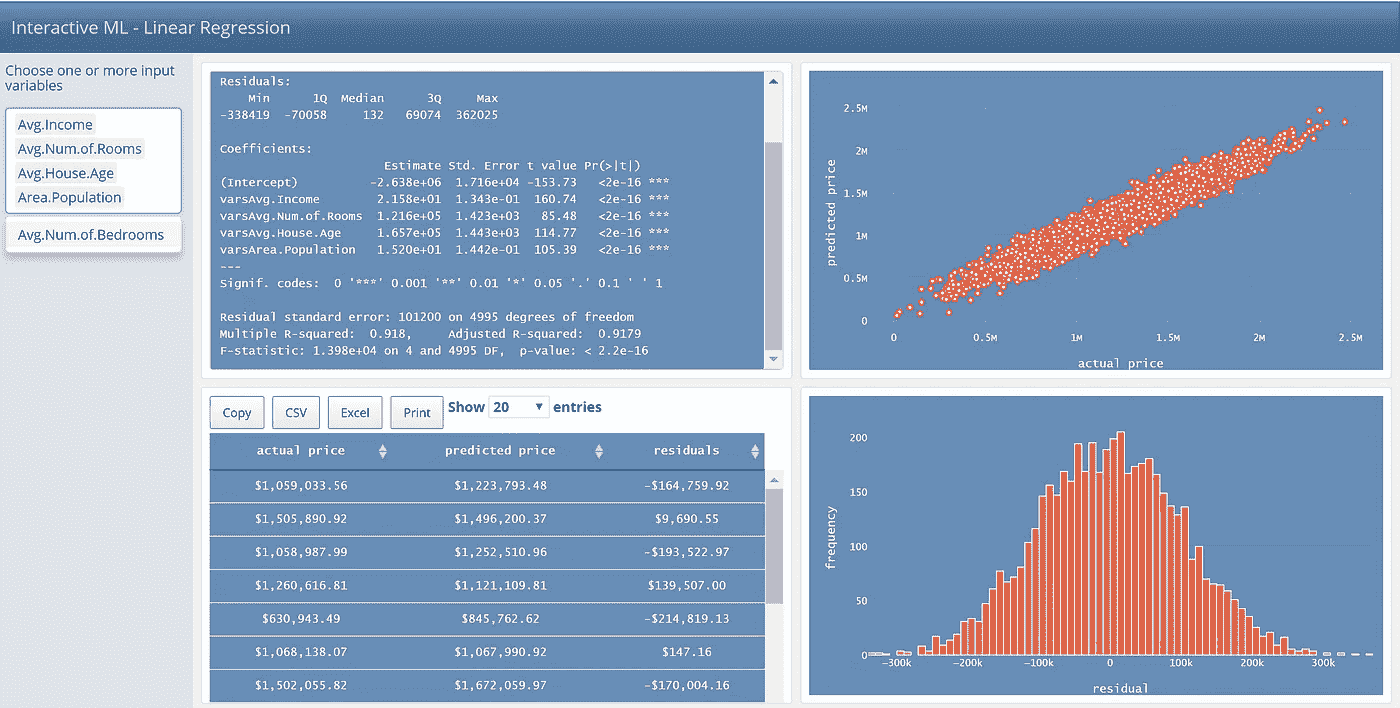 Interactive ML - Linear Regression
Choose one or more input
variables
Avg.Income
Avg.Num.of.Rooms
Avg.House.Age
Area.Population
Avg.Num.of.Bedrooms
Residuals:
Min 1Q Median 3Q Max
-338419 -70058 132 69074 362025
Coefficients:
Estimate Std. Error t value Pr(>|t|)
(Intercept) -2.638e+06 1.716e+04 -153.73 <2e-16 ***
varsAvg.Income 2.158e+01 1.343e-01 160.74 <2e-16 ***
varsAvg.Num.of.Rooms 1.216e+05 1.423e+03 85.48 <2e-16 ***
varsAvg.House.Age 1.657e+05 1.443e+03 114.77 <2e-16 ***
varsArea.Population 1.520e+01 1.442e-01 105.39 <2e-16 ***
---
Signif. codes: 0 '***' 0.001 '**' 0.01 '*' 0.05 '.' 0.1 ' ' 1
Residual standard error: 101200 on 4995 degrees of freedom
Multiple R-squared: 0.918, Adjusted R-squared: 0.9179
F-statistic: 1.398e+04 on 4 and 4995 DF, p-value: < 2.2e-16
predicted price
2.5M
2M
1.5M
1M
0.5M
0
0 0.5M 1M 1.5M 2M 2.5M
actual price
Copy CSV Excel Print Show 20 entries
actual price predicted price residuals
$1,059,033.56 $1,223,793.48 -$164,759.92
$1,505,890.92 $1,496,200.37 $9,690.55
$1,058,987.99 $1,252,510.96 -$193,522.97
$1,260,616.81 $1,121,109.81 $139,507.00
$630,943.49 $845,762.62 -$214,819.13
$1,068,138.07 $1,067,990.92 $147.16
$1,502,055.82 $1,672,059.97 -$170,004.16
frequency
200
150
100
50
0
-300k -200k -100k 0 100k 200k 300k
residual